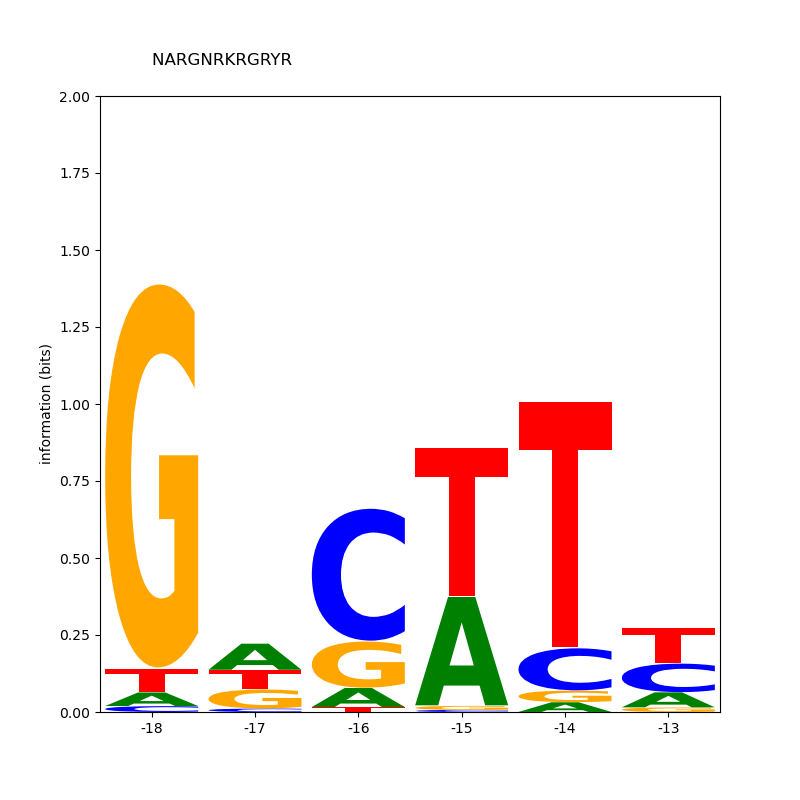 NARGNRKRGRYR
2.00
1.75
1.50
1.25
1.00
0.75
0.50
0.25
0.00
information (bits)
G T A C
A T G C
C G A T
T A G C
T C G A
T C A G
-18 -17 -16 -15 -14 -13